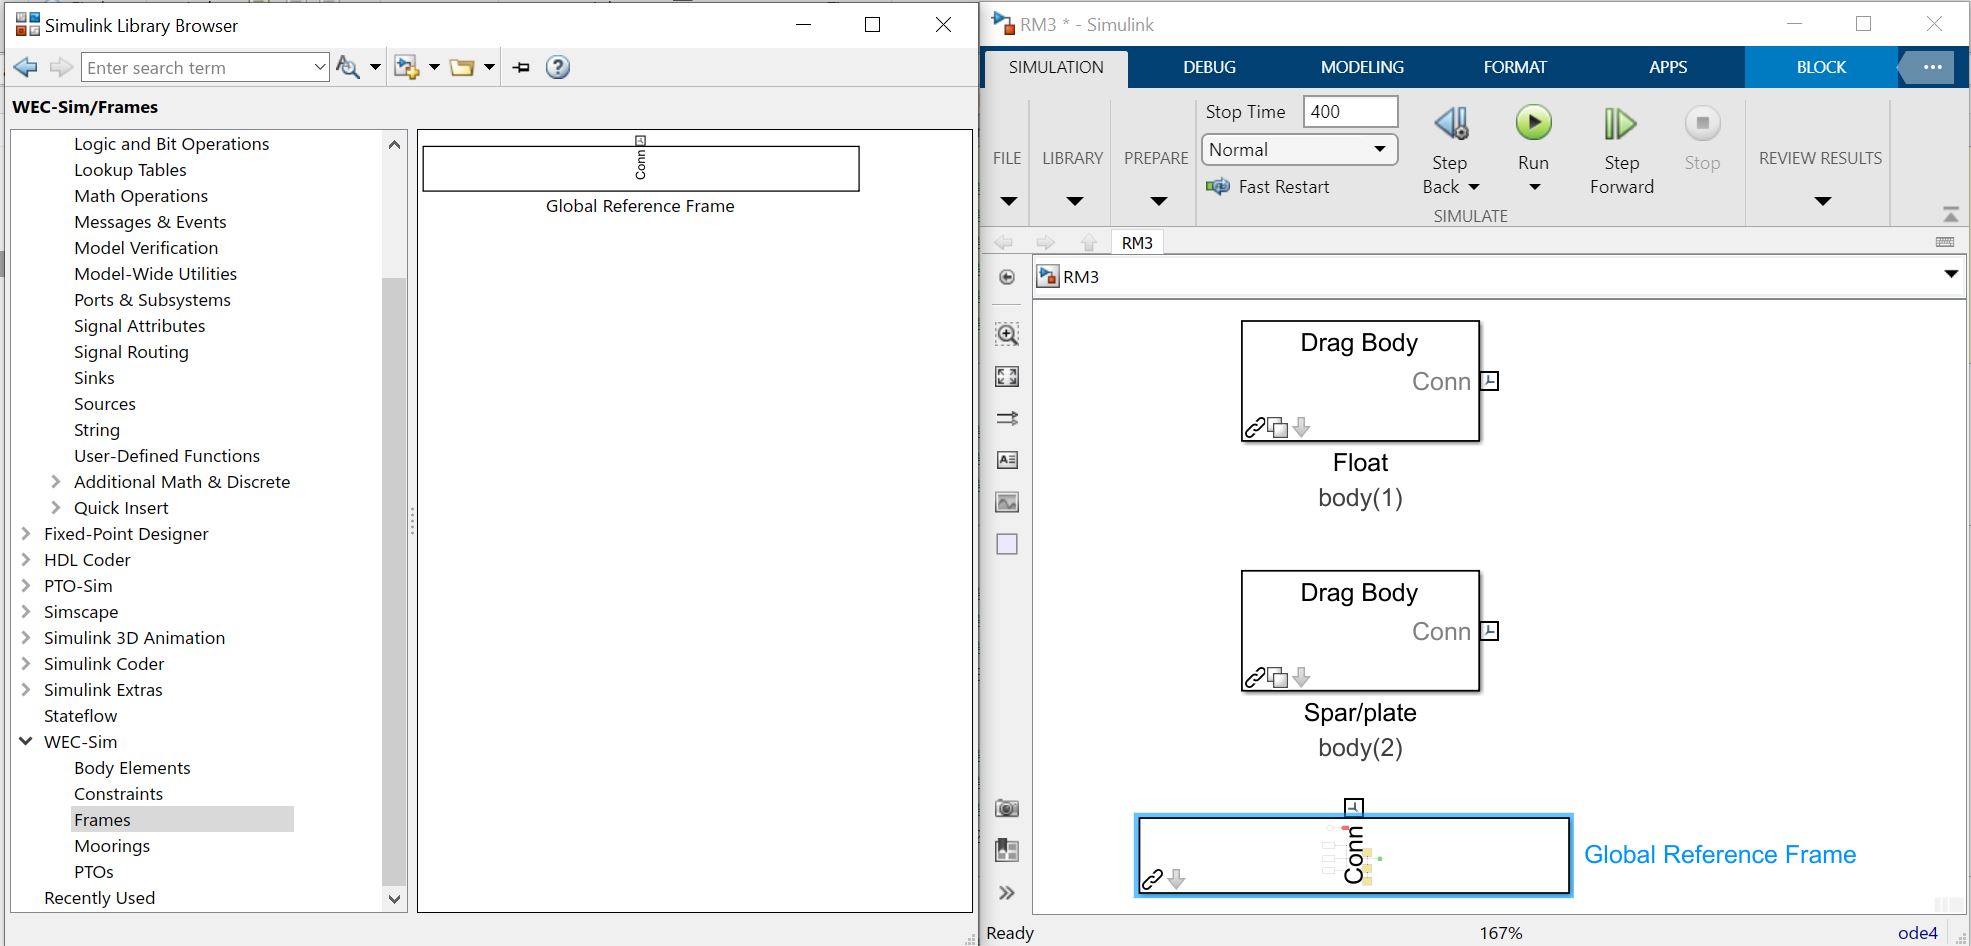 Simulink Library Browser
Enter search term
WEC-Sim/Frames
Logic and Bit Operations
Lookup Tables
Math Operations
Messages & Events
Model Verification
Model-Wide Utilities
Ports & Subsystems
Signal Attributes
Signal Routing
Sinks
Sources
String
User-Defined Functions
Additional Math & Discrete
Quick Insert
Fixed-Point Designer
HDL Coder
PTO-Sim
Simscape
Simulink 3D Animation
Simulink Coder
Simulink Extras
Stateflow
WEC-Sim
Body Elements
Constraints
Frames
Moorings
PTOs
Recently Used
Conn
Global Reference Frame
RM3 * - Simulink
SIMULATION DEBUG MODELING FORMAT APPS BLOCK
FILE
LIBRARY
PREPARE
Stop Time 400
Normal
Fast Restart
Step Back
Run
Step Forward
Stop
SIMULATE
REVIEW RESULTS
RM3
RM3
Drag Body
Conn
Float
body(1)
Drag Body
Conn
Spar/plate
body(2)
Conn
Global Reference Frame
Ready 167% ode4